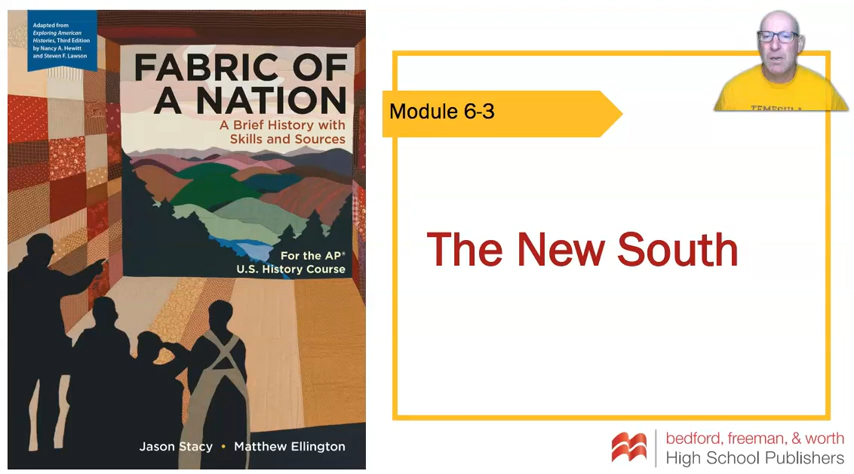 Adapted from
Exploring American
Histories, Third Edition
by Nancy A. Hewitt
and Steven F. Lawson
FABRIC OF
A NATION
A Brief History with
Skills and Sources
For the AP®
U.S. History Course
Jason Stacy • Matthew Ellington
Module 6-3
The New South
TEMECULA
bedford, freeman, & worth
High School Publishers